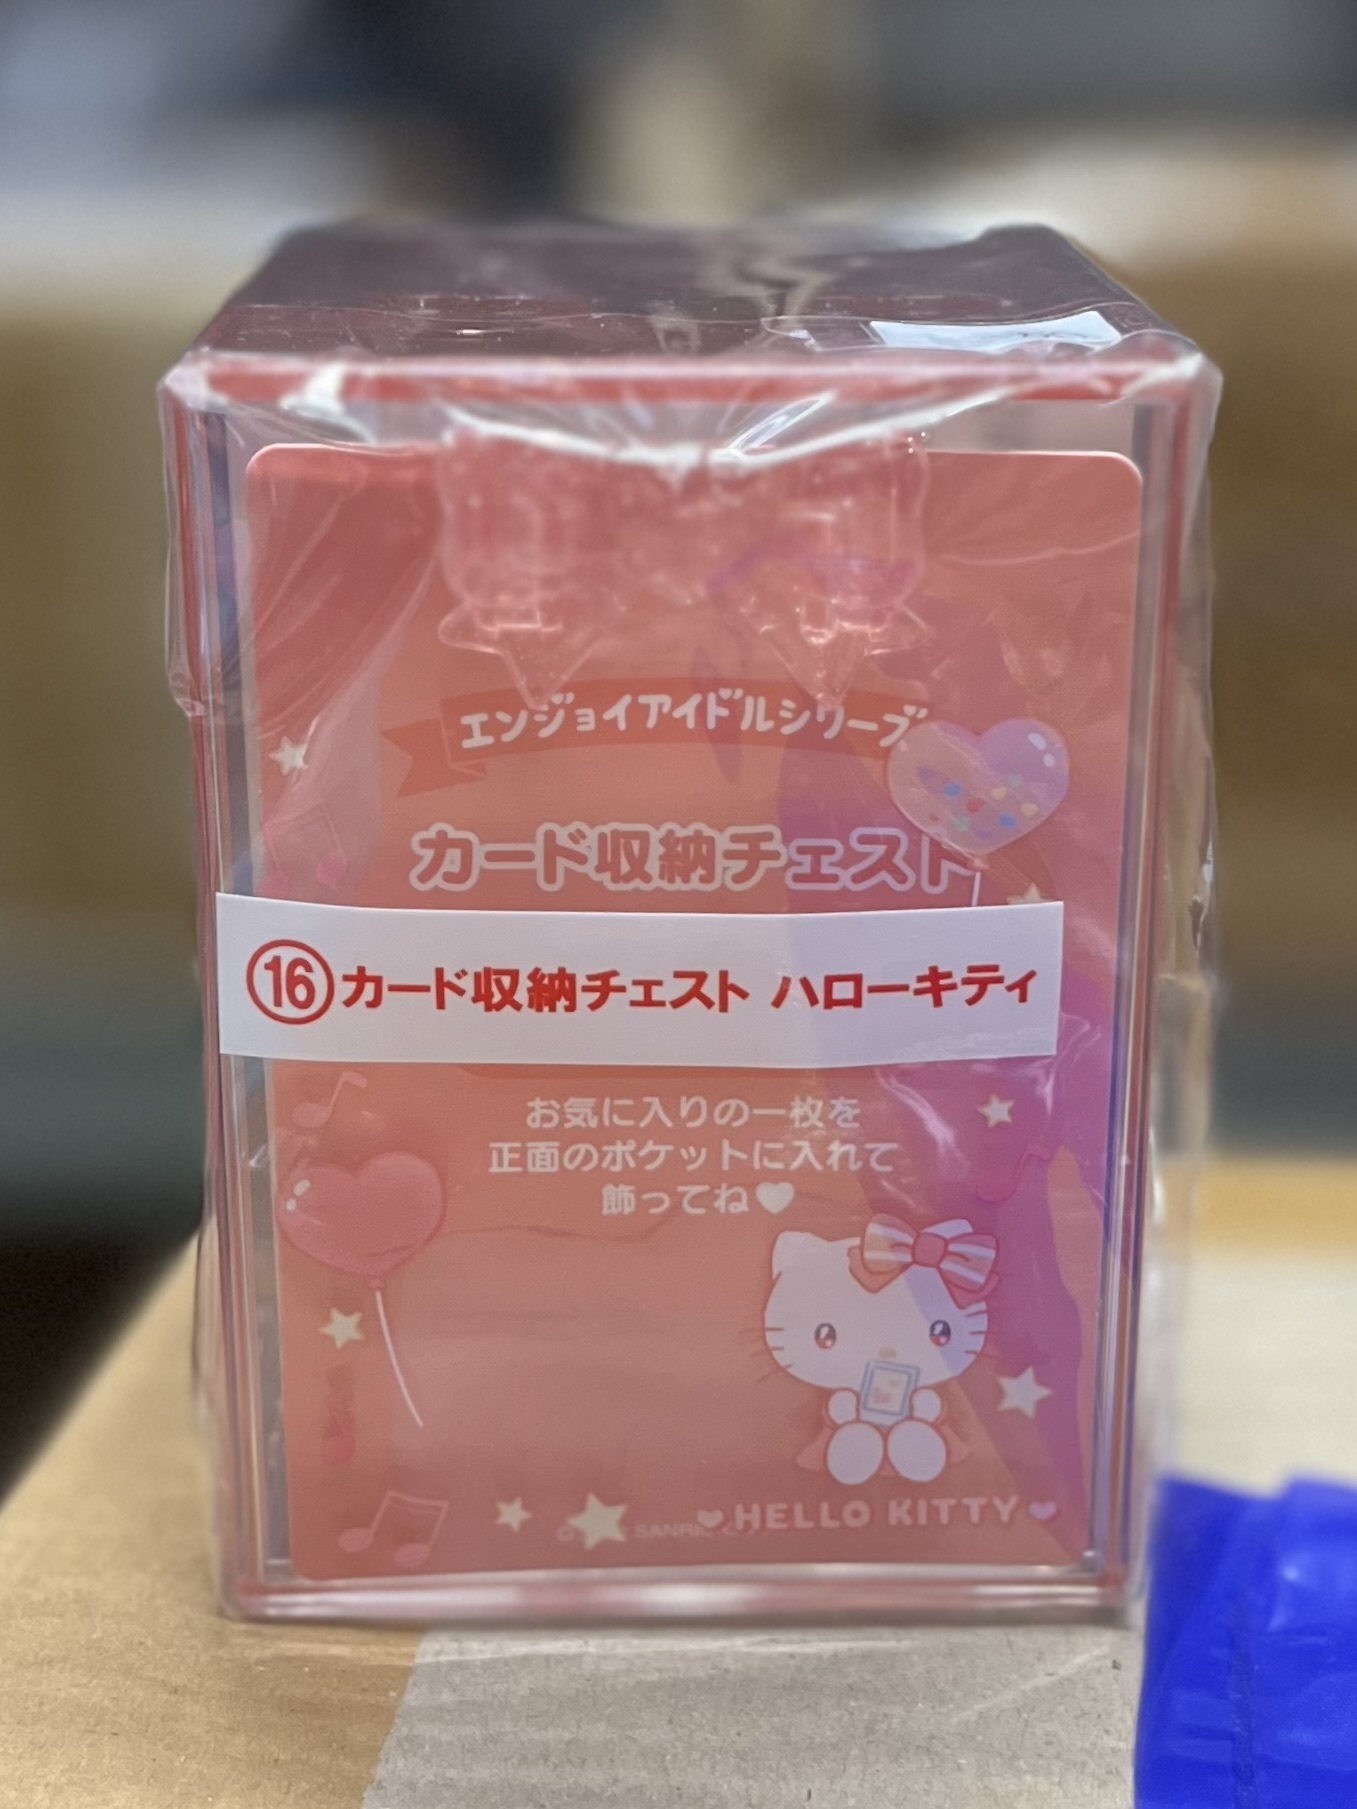 エンジョイアイドルシリーズ
カード収納チェスト
⑯カード収納チェスト ハローキティ
お気に入りの一枚を
正面のポケットに入れて
飾ってね♥
♥HELLO KITTY♥